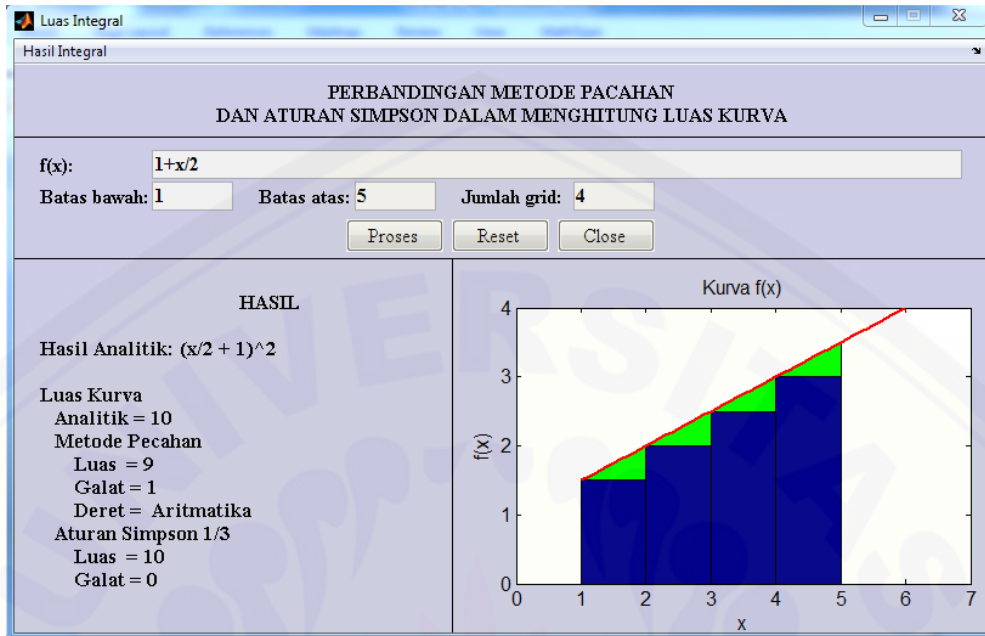 Luas Integral
Hasil Integral
PERBANDINGAN METODE PACAHAN
DAN ATURAN SIMPSON DALAM MENGHITUNG LUAS KURVA
f(x): 1+x/2
Batas bawah: 1 Batas atas: 5 Jumlah grid: 4
Proses Reset Close
HASIL
Hasil Analitik: (x/2 + 1)^2
Luas Kurva
Analitik = 10
Metode Pecahan
Luas = 9
Galat = 1
Deret = Aritmatika
Aturan Simpson 1/3
Luas = 10
Galat = 0
Kurva f(x)
4
3
2
1
0
f(x)
0 1 2 3 4 5 6 7
x
UNIVERSITAS